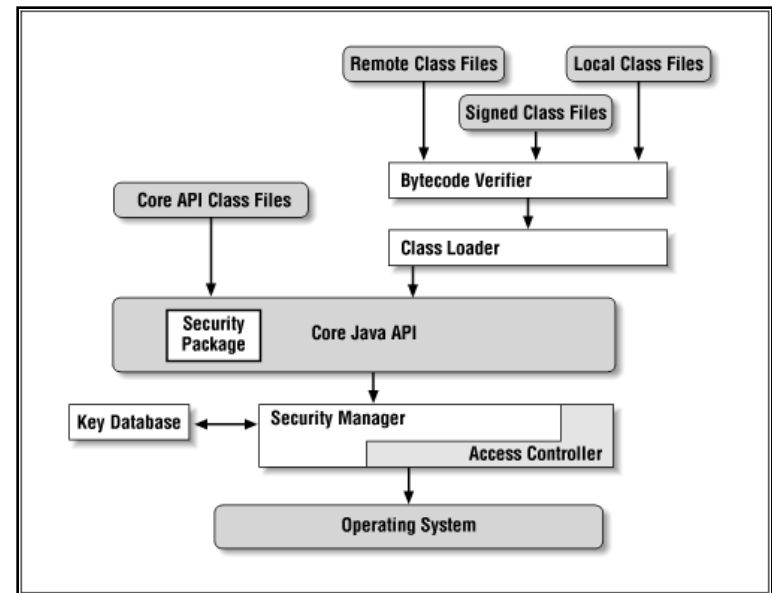 Remote Class Files
Local Class Files
Signed Class Files
Bytecode Verifier
Core API Class Files
Class Loader
Security
Package
Core Java API
Key Database
Security Manager
Access Controller
Operating System